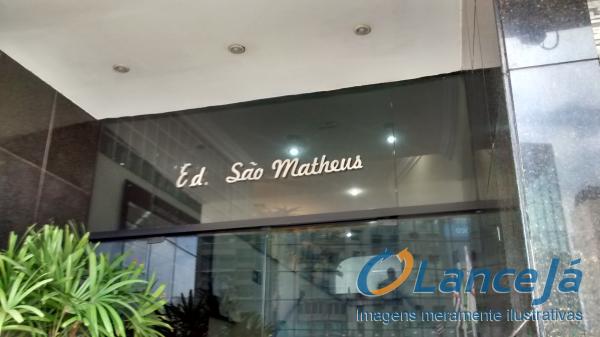 Ed. São Matheus
LanceJá
Imagens meramente ilustrativas